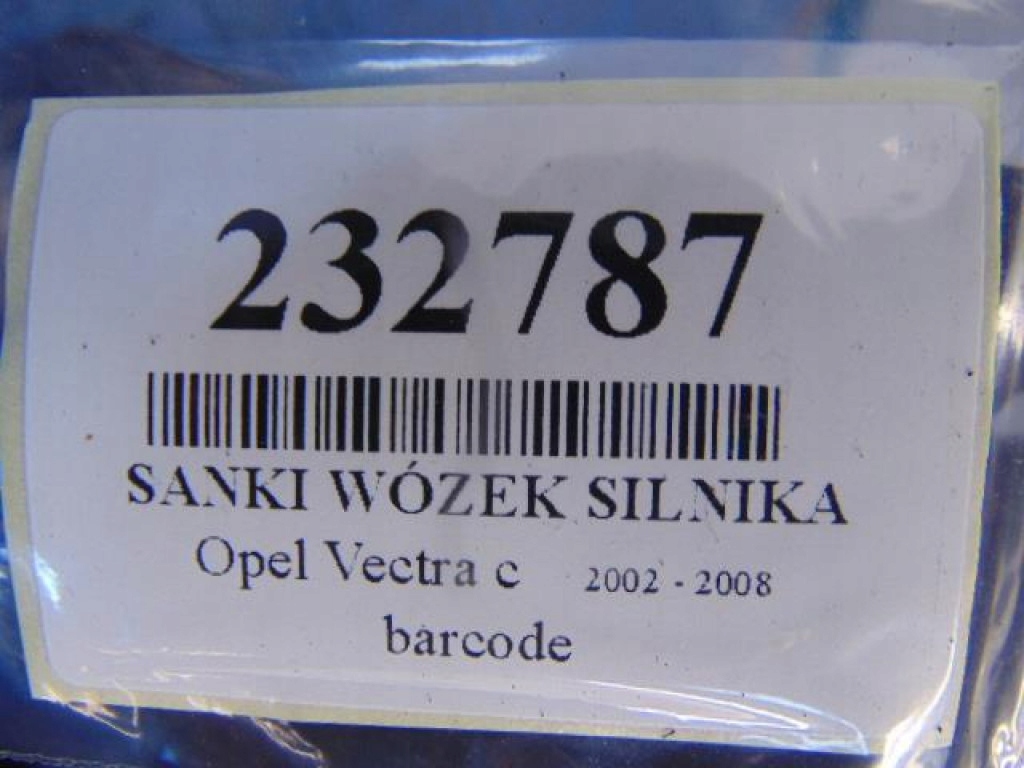 232787
SANKI WÓZEK SILNIKA
Opel Vectra c 2002 - 2008
barcode